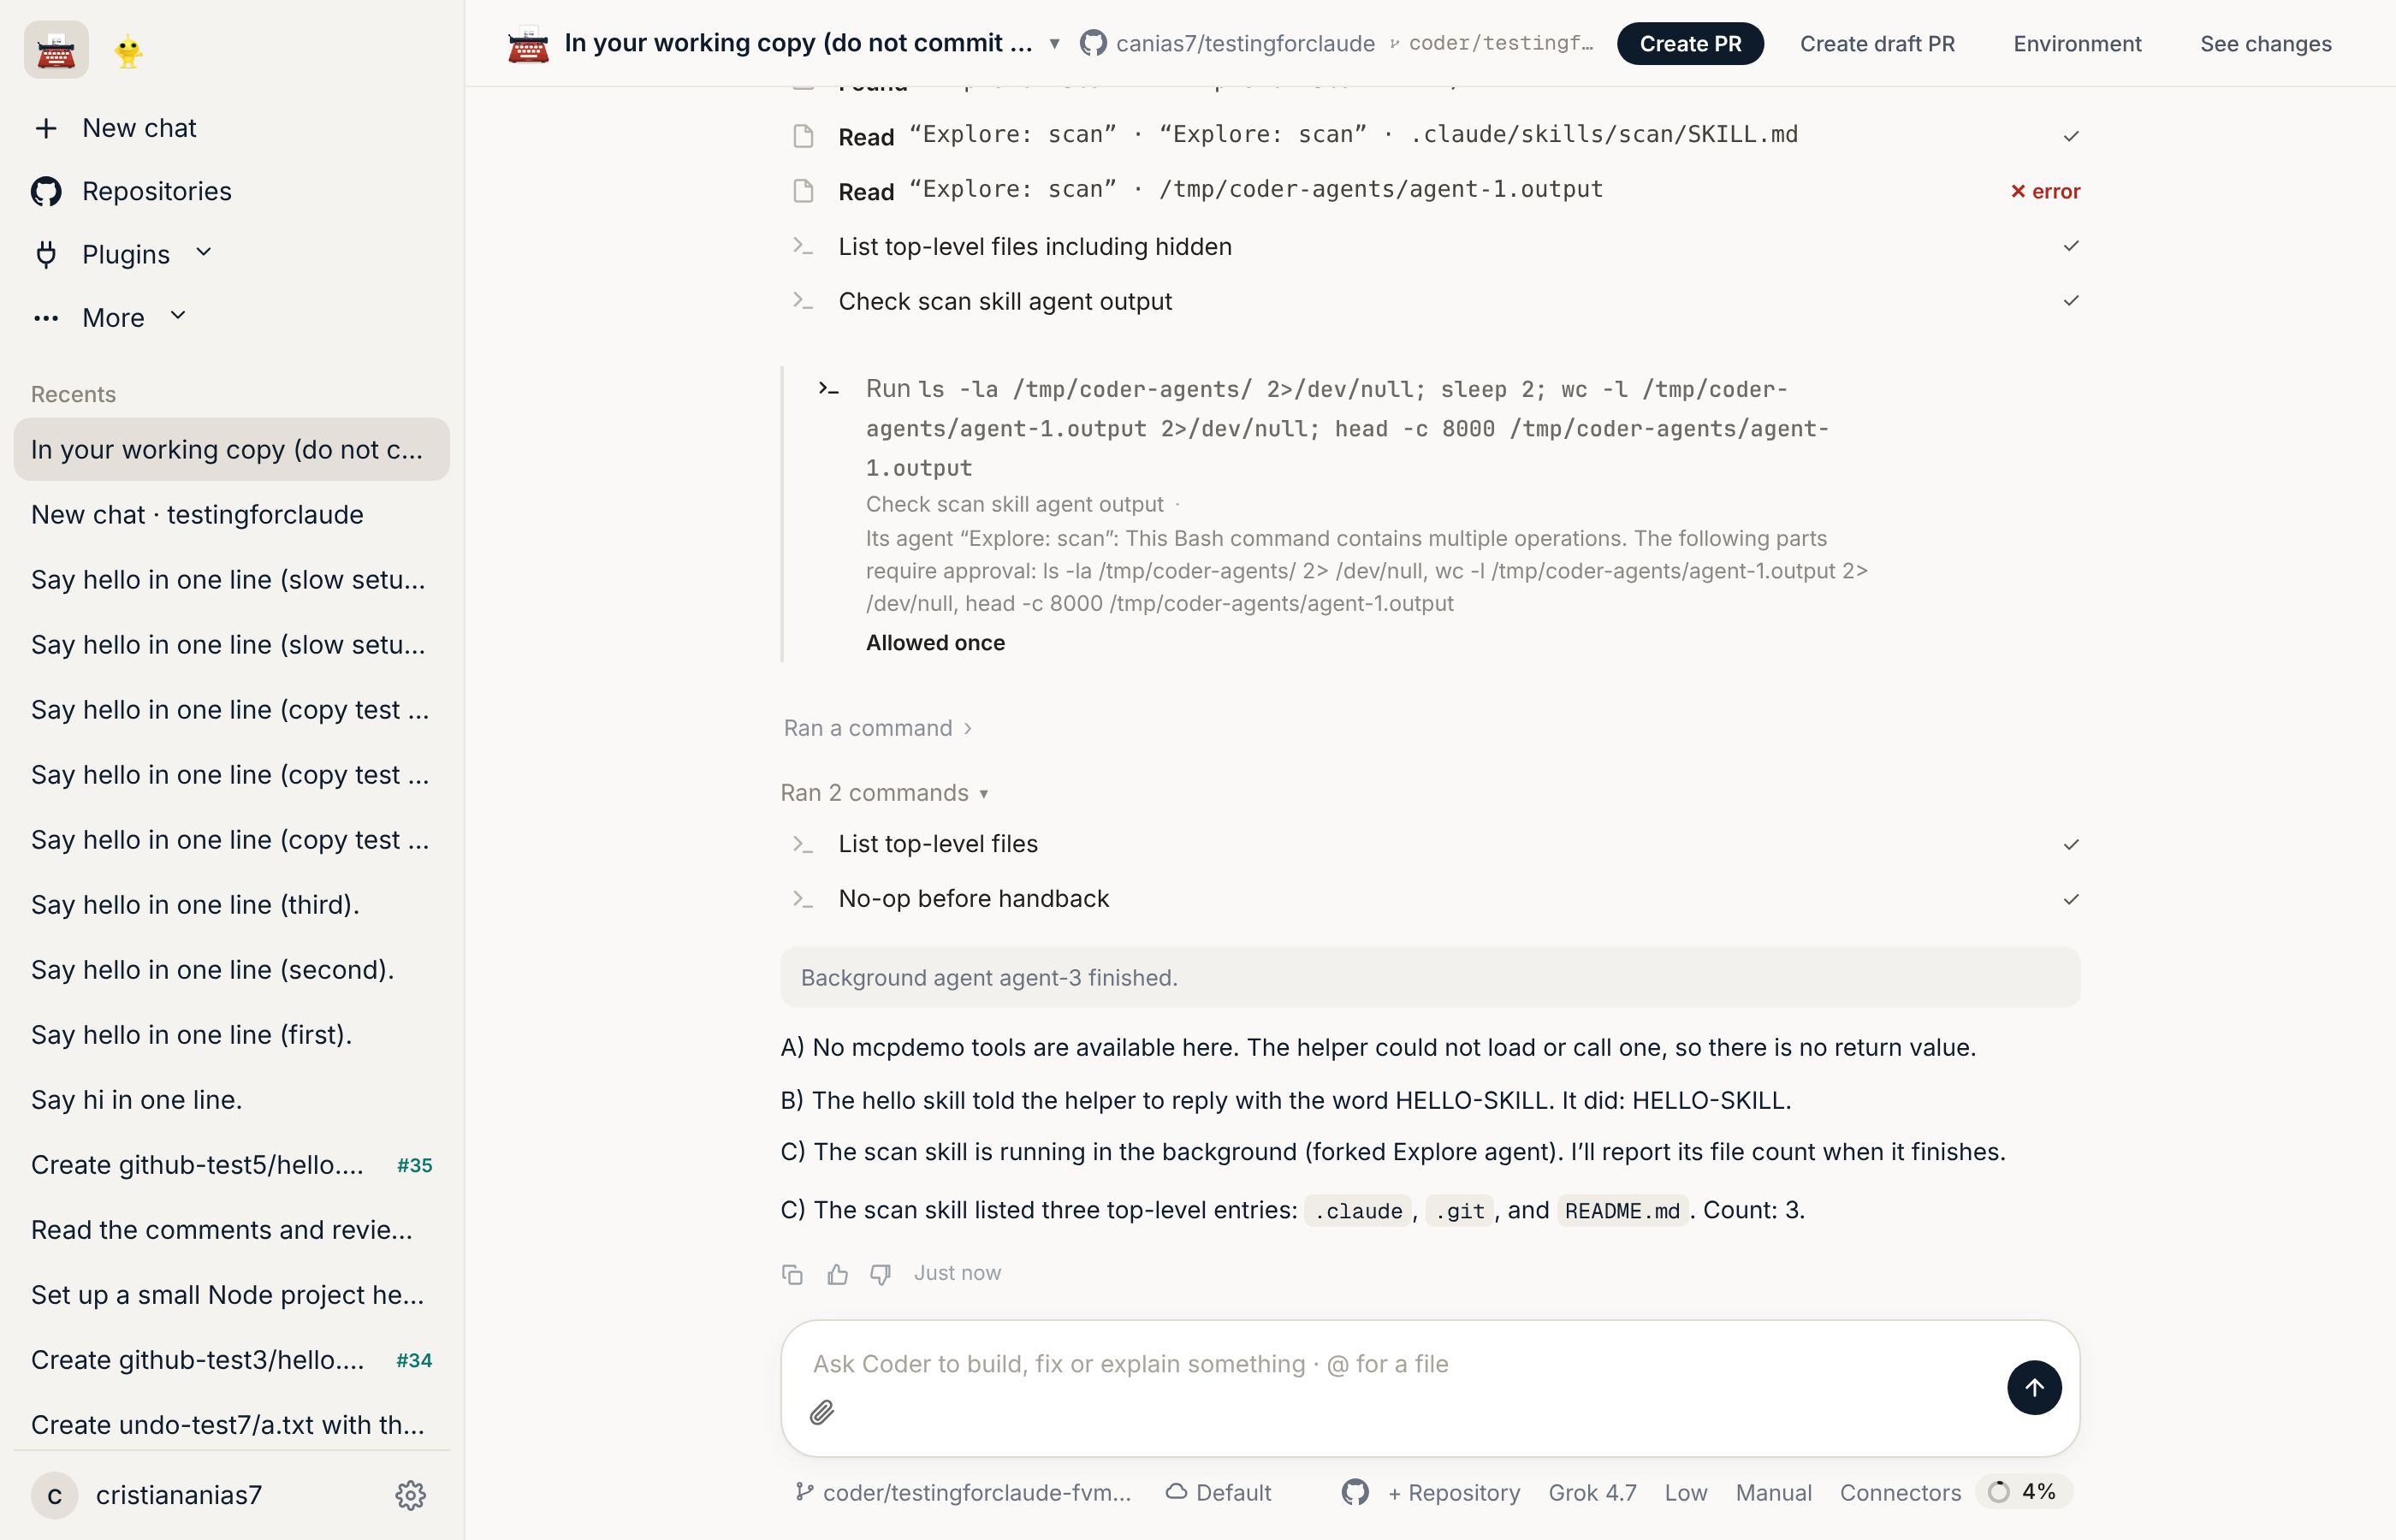 In your working copy (do not commit ...
canias7/testingforclaude
coder/testingf...
Create PR
Create draft PR
Environment
See changes
New chat
Repositories
Plugins
More
Recents
In your working copy (do not c...
New chat · testingforclaude
Say hello in one line (slow setu...
Say hello in one line (slow setu...
Say hello in one line (copy test ...
Say hello in one line (copy test ...
Say hello in one line (copy test ...
Say hello in one line (third).
Say hello in one line (second).
Say hello in one line (first).
Say hi in one line.
Create github-test5/hello.... #35
Read the comments and revie...
Set up a small Node project he...
Create github-test3/hello.... #34
Create undo-test7/a.txt with th...
C cristiananias7
Found
Read “Explore: scan” · “Explore: scan” · .claude/skills/scan/SKILL.md
Read “Explore: scan” · /tmp/coder-agents/agent-1.output × error
List top-level files including hidden
Check scan skill agent output
Run ls -la /tmp/coder-agents/ 2>/dev/null; sleep 2; wc -l /tmp/coder-
agents/agent-1.output 2>/dev/null; head -c 8000 /tmp/coder-agents/agent-
1.output
Check scan skill agent output ·
Its agent “Explore: scan”: This Bash command contains multiple operations. The following parts
require approval: ls -la /tmp/coder-agents/ 2> /dev/null, wc -l /tmp/coder-agents/agent-1.output 2>
/dev/null, head -c 8000 /tmp/coder-agents/agent-1.output
Allowed once
Ran a command >
Ran 2 commands
List top-level files
No-op before handback
Background agent agent-3 finished.
A) No mcpdemo tools are available here. The helper could not load or call one, so there is no return value.
B) The hello skill told the helper to reply with the word HELLO-SKILL. It did: HELLO-SKILL.
C) The scan skill is running in the background (forked Explore agent). I’ll report its file count when it finishes.
C) The scan skill listed three top-level entries: .claude, .git, and README.md. Count: 3.
Just now
Ask Coder to build, fix or explain something · @ for a file
coder/testingforclaude-fvm...
Default
+ Repository
Grok 4.7
Low
Manual
Connectors
4%